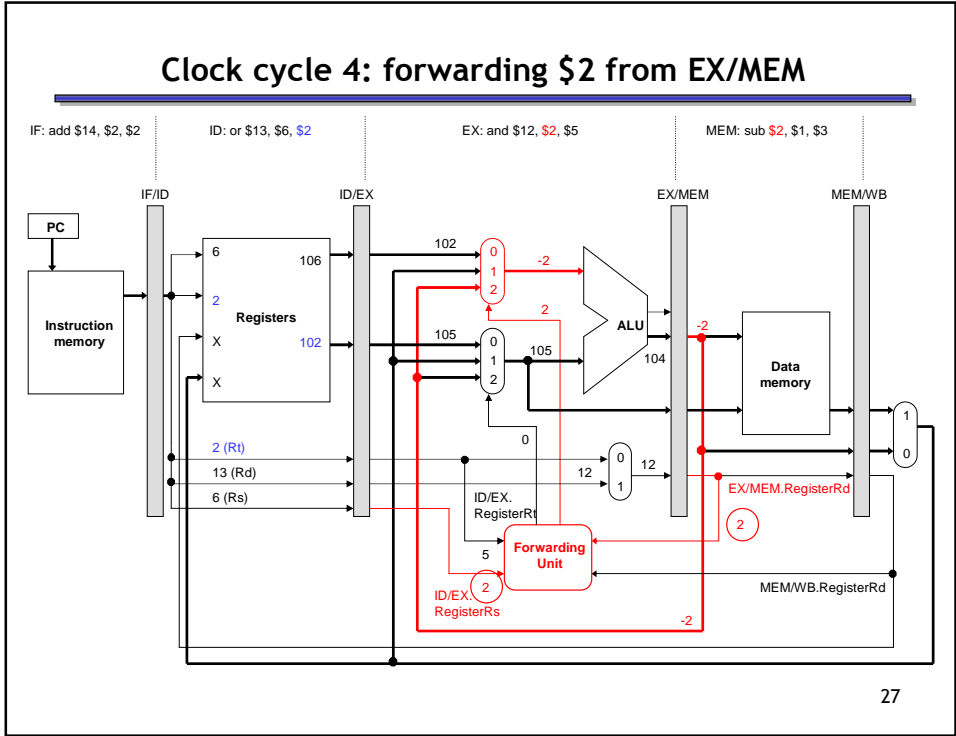 Clock cycle 4: forwarding $2 from EX/MEM
IF: add $14, $2, $2
ID: or $13, $6, $2
EX: and $12, $2, $5
MEM: sub $2, $1, $3
IF/ID
ID/EX
EX/MEM
MEM/WB
PC
Instruction
memory
6
2
X
X
Registers
106
102
102
105
0
1
2
0
1
2
-2
2
105
0
ALU
104
-2
Data
memory
1
0
2 (Rt)
13 (Rd)
6 (Rs)
0
1
12
12
ID/EX.
RegisterRt
5
2
ID/EX.
RegisterRs
Forwarding
Unit
EX/MEM.RegisterRd
2
MEM/WB.RegisterRd
-2
27